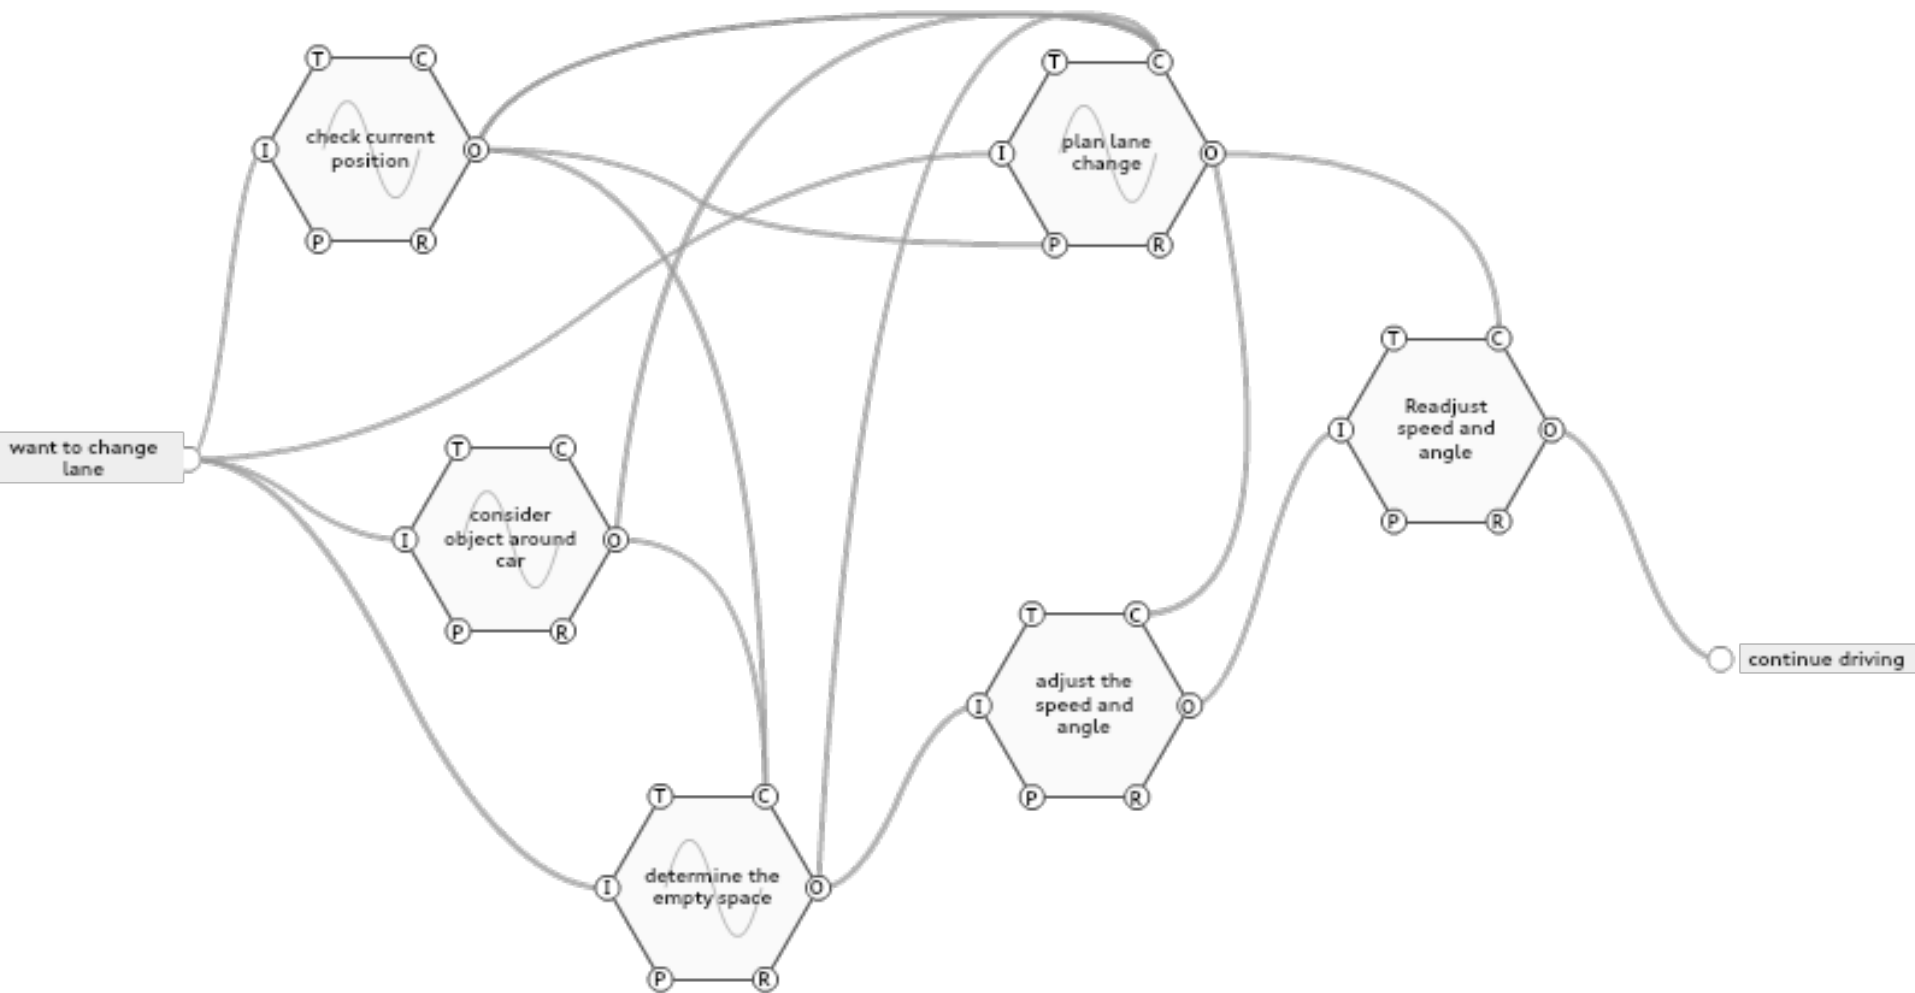 T
C
T
C
check current
position
I
O
plan lane
change
I
O
P
R
P
R
T
C
Readjust
speed and
angle
I
O
want to change
lane
T
C
consider
object around
car
I
O
P
R
P
R
T
C
continue driving
adjust the
speed and
angle
I
O
T
C
P
R
determine the
empty space
I
O
P
R